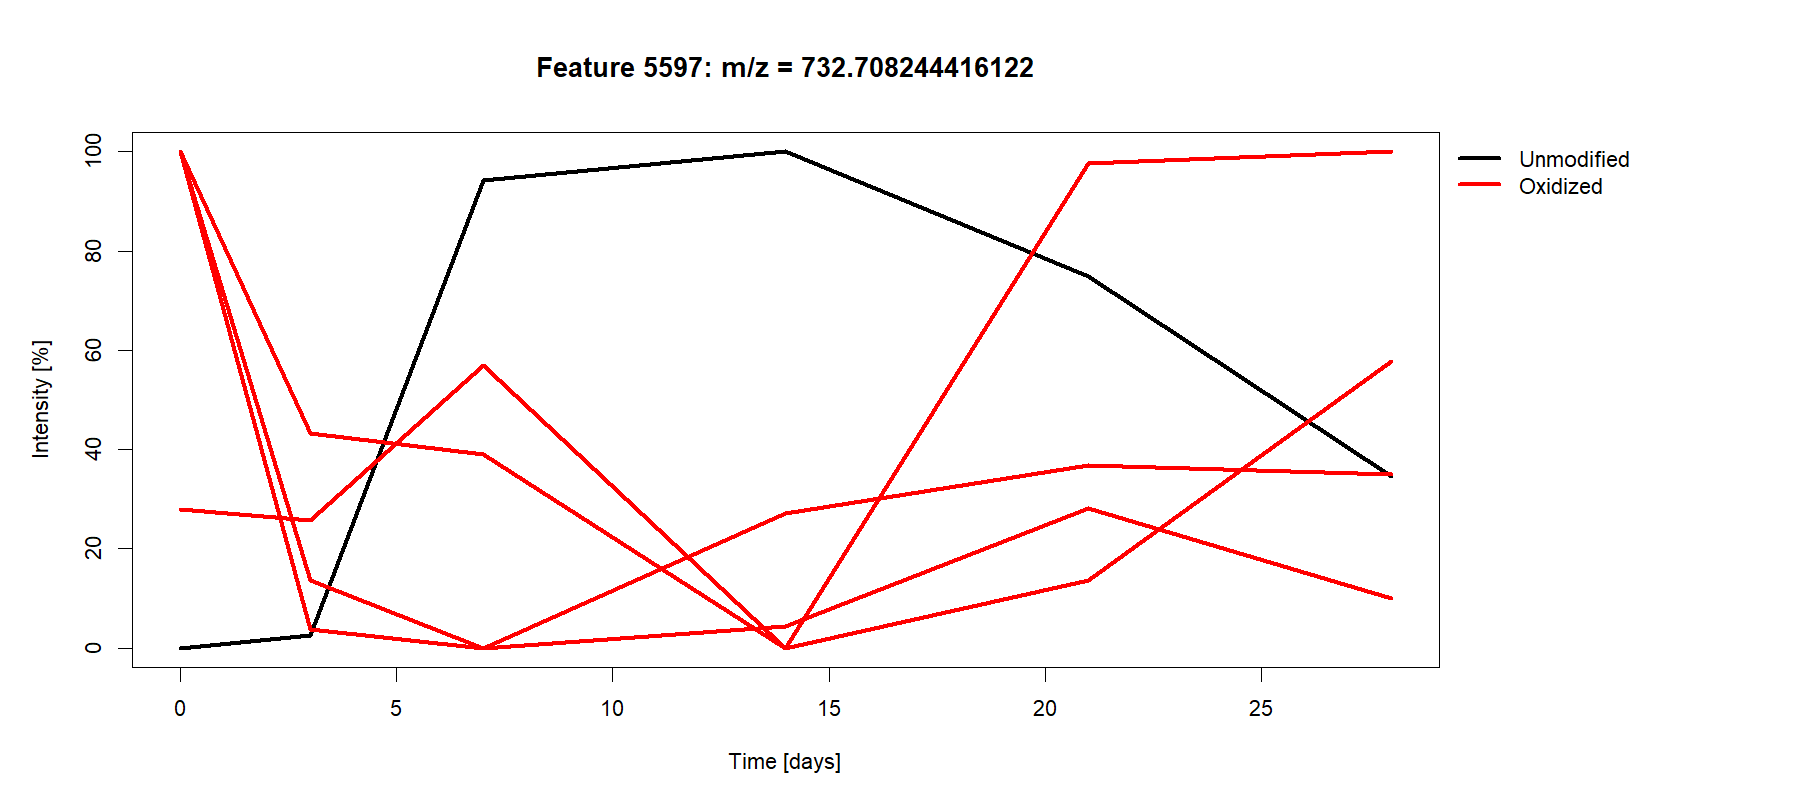 Feature 5597: m/z = 732.708244416122
Unmodified
Oxidized
Intensity [%]
100
80
60
40
20
0
0 5 10 15 20 25
Time [days]